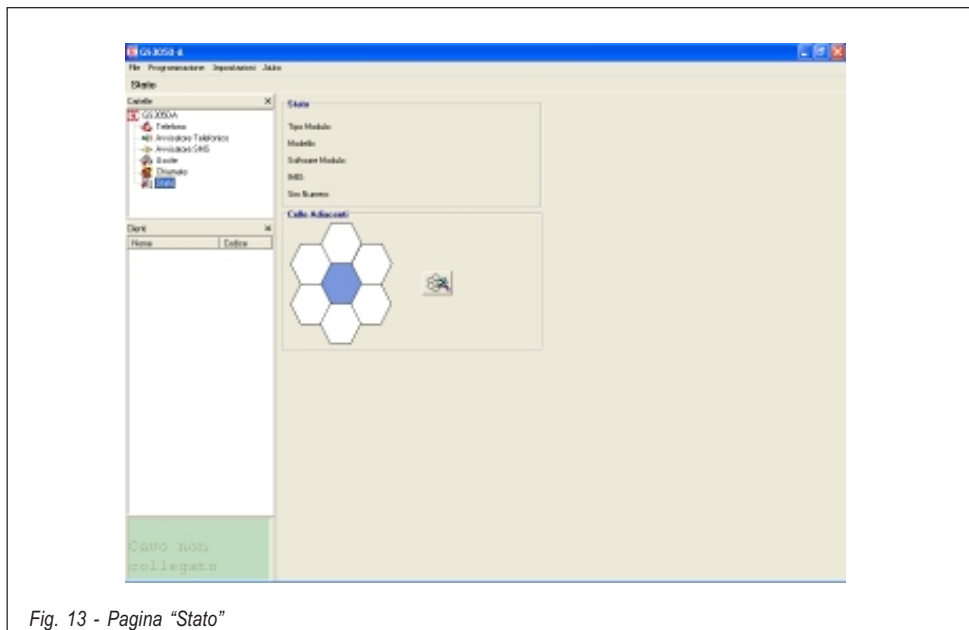 GS3050-A
File Programmazione Impostazioni Aiuto
Stato
Cartelle
GS3050A
Telefono
Avvisatore Telefonico
Avvisatore SMS
Uscite
Chiamate
Stato
Clienti
Nome Codice
Cavo non
collegato
Stato
Tipo Modulo:
Modello:
Software Modulo:
IMEI:
Sim Numero:
Celle Adiacenti
Fig. 13 - Pagina “Stato”